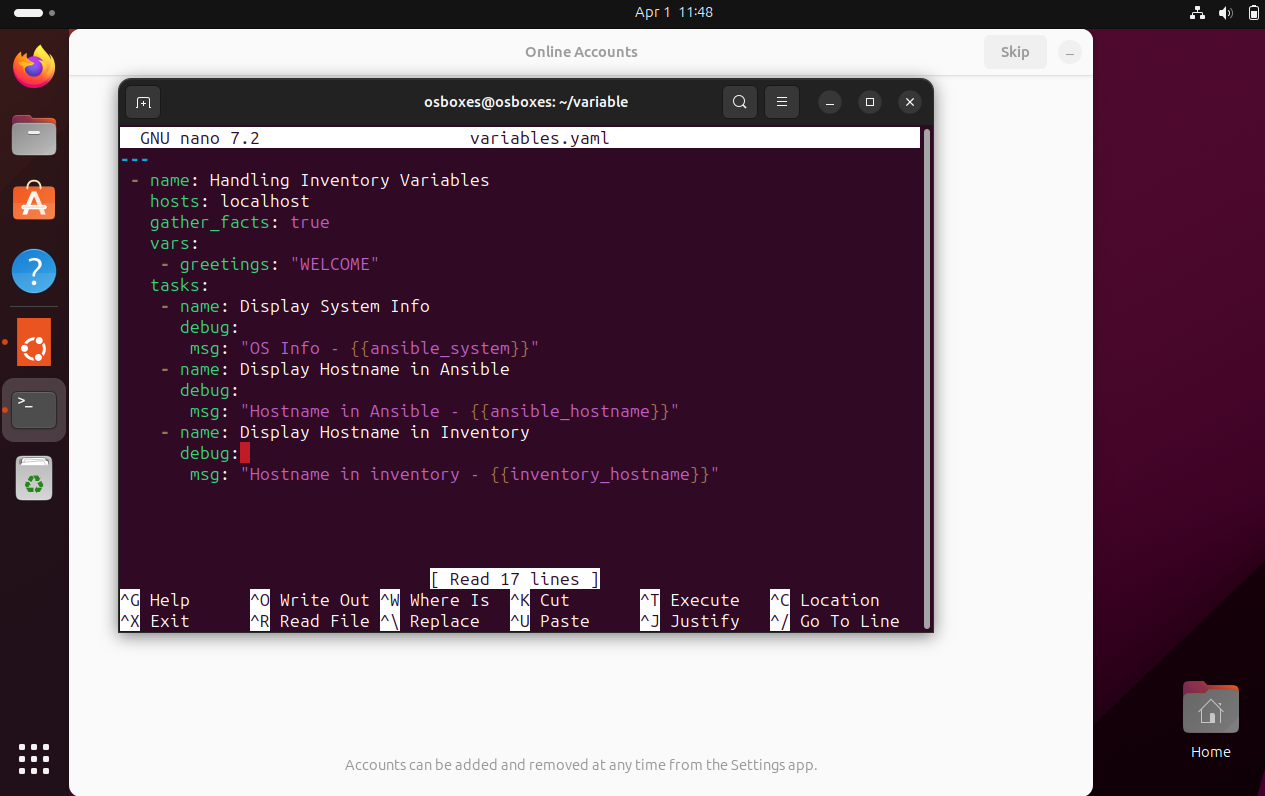 Apr 1 11:48
Online Accounts
Skip
osboxes@osboxes: ~/variable
GNU nano 7.2 variables.yaml
---
- name: Handling Inventory Variables
hosts: localhost
gather_facts: true
vars:
- greetings: "WELCOME"
tasks:
- name: Display System Info
debug:
msg: "OS Info - {{ansible_system}}"
- name: Display Hostname in Ansible
debug:
msg: "Hostname in Ansible - {{ansible_hostname}}"
- name: Display Hostname in Inventory
debug:
msg: "Hostname in inventory - {{inventory_hostname}}"
[ Read 17 lines ]
^G Help ^O Write Out ^W Where Is ^K Cut ^T Execute ^C Location
^X Exit ^R Read File ^\ Replace ^U Paste ^J Justify ^/ Go To Line
Home
Accounts can be added and removed at any time from the Settings app.